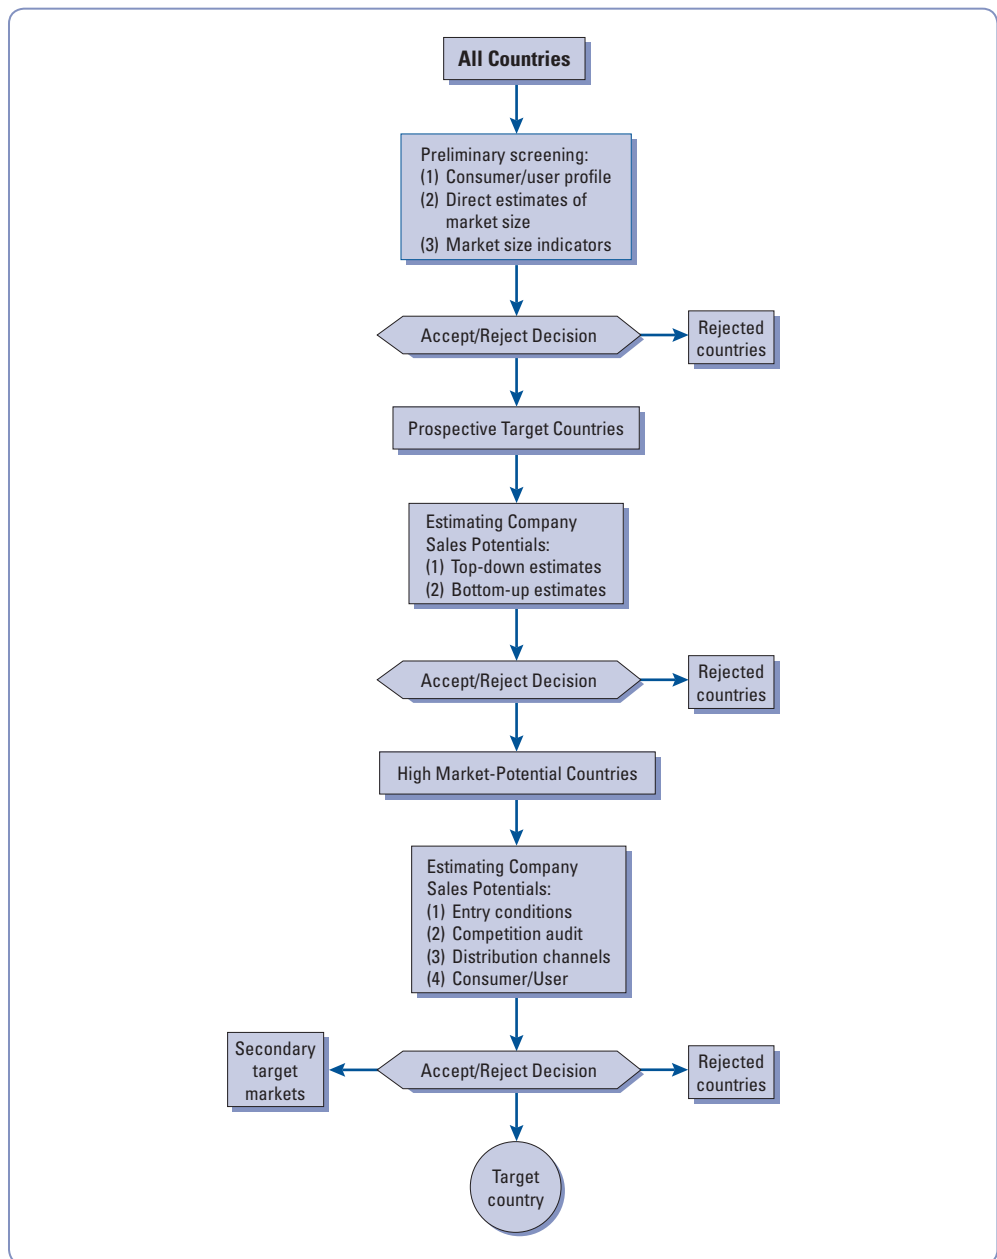 All Countries
Preliminary screening:
(1) Consumer/user profile
(2) Direct estimates of
market size
(3) Market size indicators
Accept/Reject Decision
Rejected
countries
Prospective Target Countries
Estimating Company
Sales Potentials:
(1) Top-down estimates
(2) Bottom-up estimates
Accept/Reject Decision
Rejected
countries
High Market-Potential Countries
Estimating Company
Sales Potentials:
(1) Entry conditions
(2) Competition audit
(3) Distribution channels
(4) Consumer/User
Secondary
target
markets
Accept/Reject Decision
Rejected
countries
Target
country